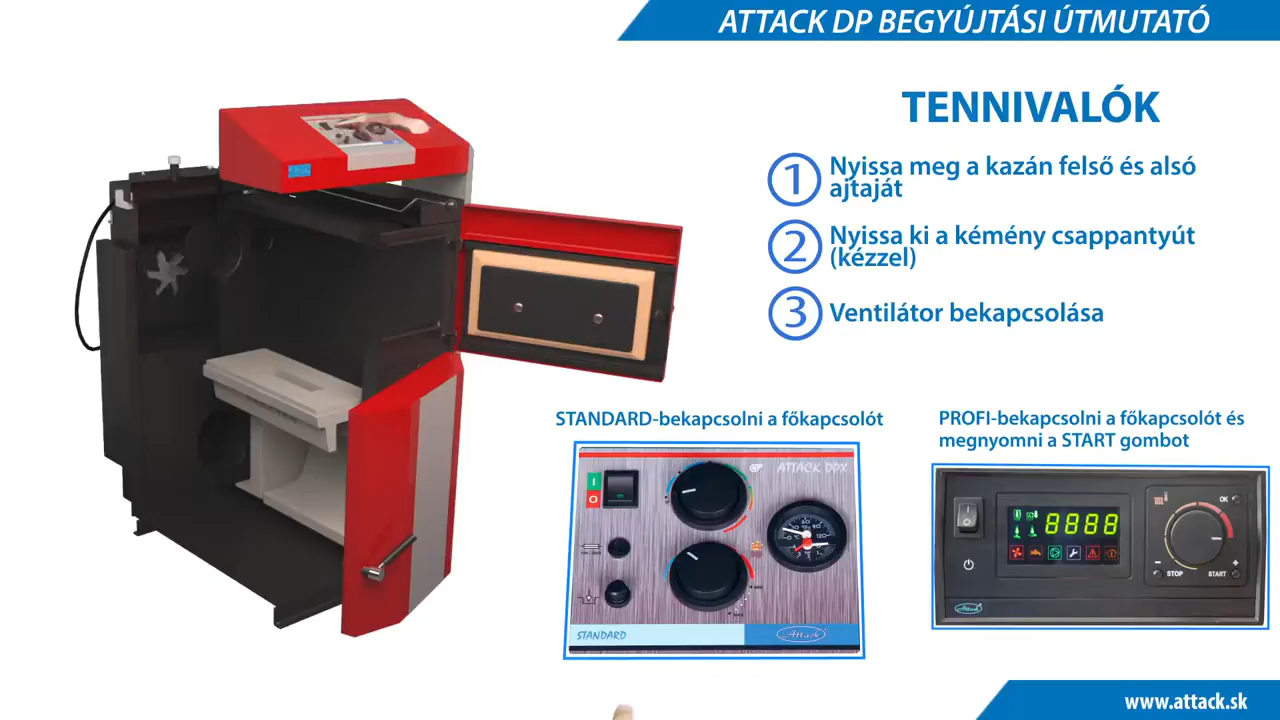 ATTACK DP BEGYÚJTÁSI ÚTMUTATÓ
TENNIVALÓK
1 Nyissa meg a kazán felső és alsó
ajtaját
2 Nyissa ki a kémény csappantyút
(kézzel)
3 Ventilátor bekapcsolása
STANDARD-bekapcsolni a főkapcsolót
PROFI-bekapcsolni a főkapcsolót és
megnyomni a START gombot
ATTACK DPX
STANDARD
Attack
OK
8888
STOP
START
Attack
www.attack.sk